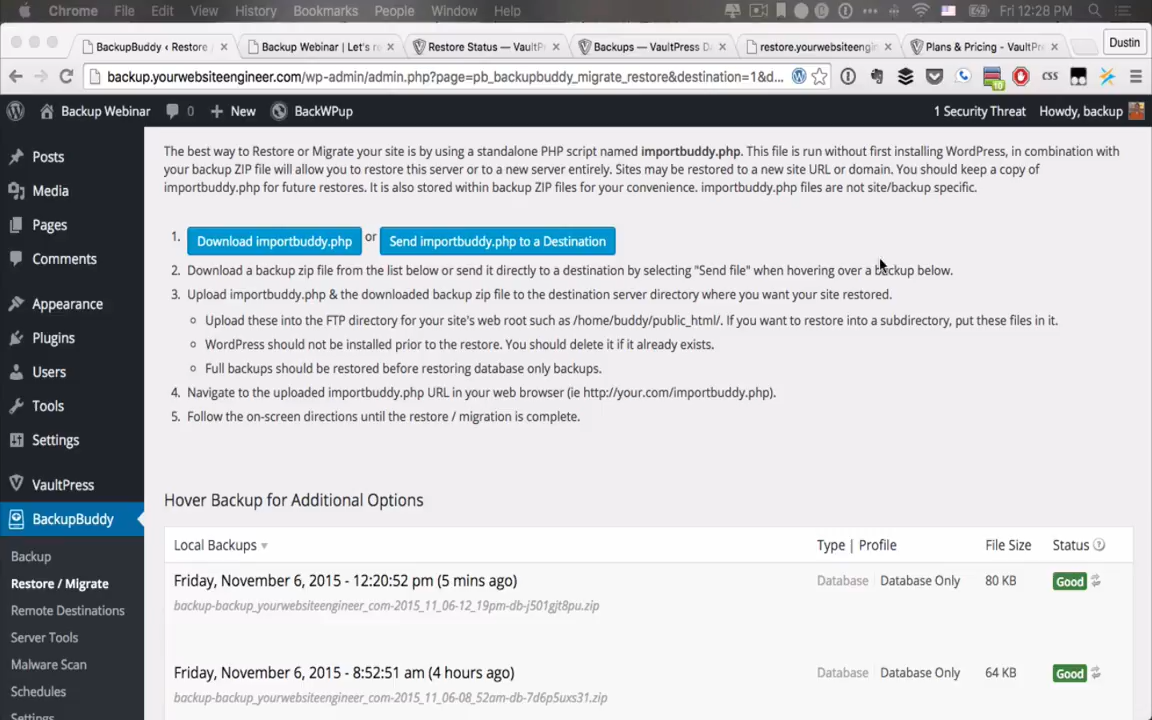 Chrome File Edit View History Bookmarks People Window Help Fri 12:28 PM
BackupBuddy ‹ Restore Backup Webinar | Let's r Restore Status — VaultP Backups — VaultPress D restore.yourwebsiteengin Plans & Pricing - VaultPr Dustin
backup.yourwebsiteengineer.com/wp-admin/admin.php?page=pb_backupbuddy_migrate_restore&destination=1&d... 10 CSS
Backup Webinar 0 New BackWPup 1 Security Threat Howdy, backup
Posts
Media
Pages
Comments
Appearance
Plugins
Users
Tools
Settings
VaultPress
BackupBuddy
Backup
Restore / Migrate
Remote Destinations
Server Tools
Malware Scan
Schedules
Settings
The best way to Restore or Migrate your site is by using a standalone PHP script named importbuddy.php. This file is run without first installing WordPress, in combination with
your backup ZIP file will allow you to restore this server or to a new server entirely. Sites may be restored to a new site URL or domain. You should keep a copy of
importbuddy.php for future restores. It is also stored within backup ZIP files for your convenience. importbuddy.php files are not site/backup specific.
1. Download importbuddy.php or Send importbuddy.php to a Destination
2. Download a backup zip file from the list below or send it directly to a destination by selecting "Send file" when hovering over a backup below.
3. Upload importbuddy.php & the downloaded backup zip file to the destination server directory where you want your site restored.
Upload these into the FTP directory for your site's web root such as /home/buddy/public_html/. If you want to restore into a subdirectory, put these files in it.
WordPress should not be installed prior to the restore. You should delete it if it already exists.
Full backups should be restored before restoring database only backups.
4. Navigate to the uploaded importbuddy.php URL in your web browser (ie http://your.com/importbuddy.php).
5. Follow the on-screen directions until the restore / migration is complete.
Hover Backup for Additional Options
Local Backups Type | Profile File Size Status
Friday, November 6, 2015 - 12:20:52 pm (5 mins ago) Database Database Only 80 KB Good
backup-backup_yourwebsiteengineer_com-2015_11_06-12_19pm-db-j501gjt8pu.zip
Friday, November 6, 2015 - 8:52:51 am (4 hours ago) Database Database Only 64 KB Good
backup-backup_yourwebsiteengineer_com-2015_11_06-08_52am-db-7d6p5uxs31.zip